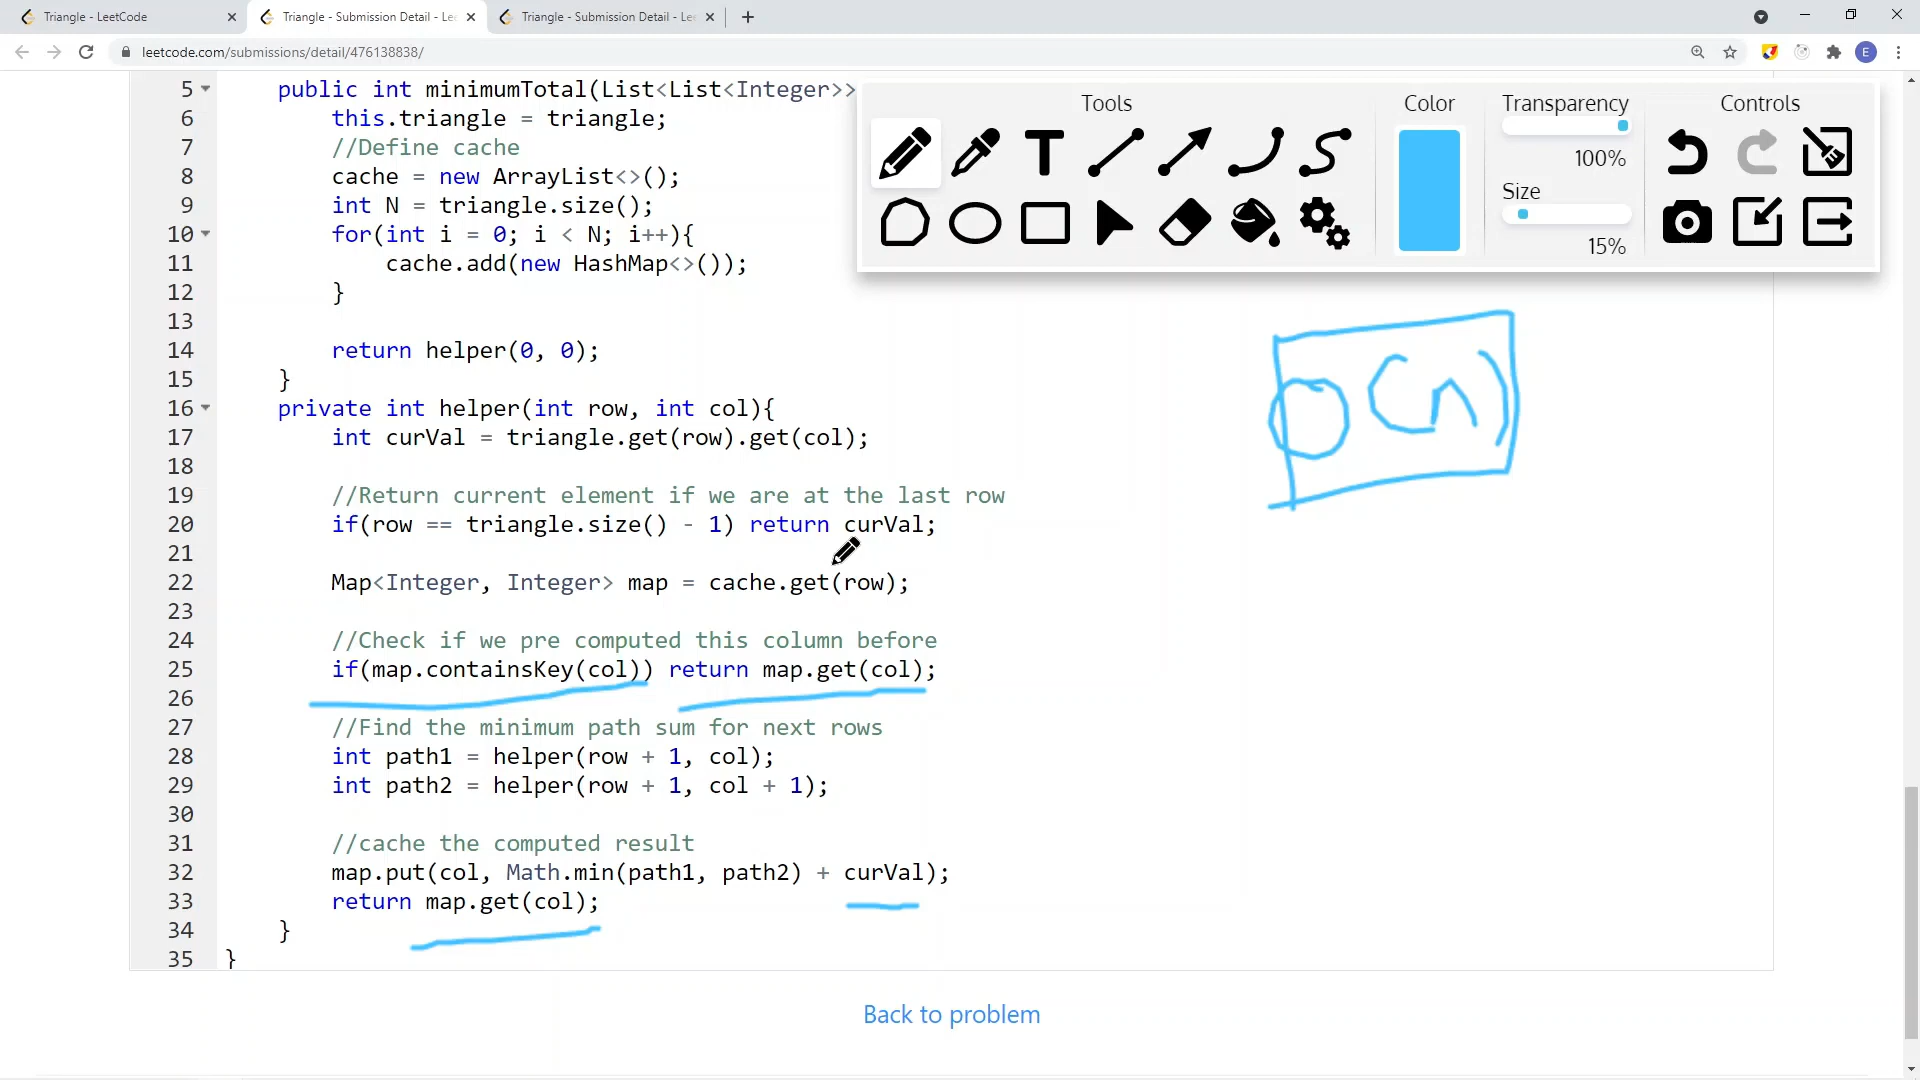 Triangle - LeetCode
Triangle - Submission Detail - Le
Triangle - Submission Detail - Le
leetcode.com/submissions/detail/476138838/
E
5 public int minimumTotal(List<List<Integer>>
6 this.triangle = triangle;
7 //Define cache
8 cache = new ArrayList<>();
9 int N = triangle.size();
10 for(int i = 0; i < N; i++){
11 cache.add(new HashMap<>());
12 }
13
14 return helper(0, 0);
15 }
16 private int helper(int row, int col){
17 int curVal = triangle.get(row).get(col);
18
19 //Return current element if we are at the last row
20 if(row == triangle.size() - 1) return curVal;
21
22 Map<Integer, Integer> map = cache.get(row);
23
24 //Check if we pre computed this column before
25 if(map.containsKey(col)) return map.get(col);
26
27 //Find the minimum path sum for next rows
28 int path1 = helper(row + 1, col);
29 int path2 = helper(row + 1, col + 1);
30
31 //cache the computed result
32 map.put(col, Math.min(path1, path2) + curVal);
33 return map.get(col);
34 }
35 }
Tools
Color
Transparency
100%
Size
15%
Controls
O(n)
Back to problem